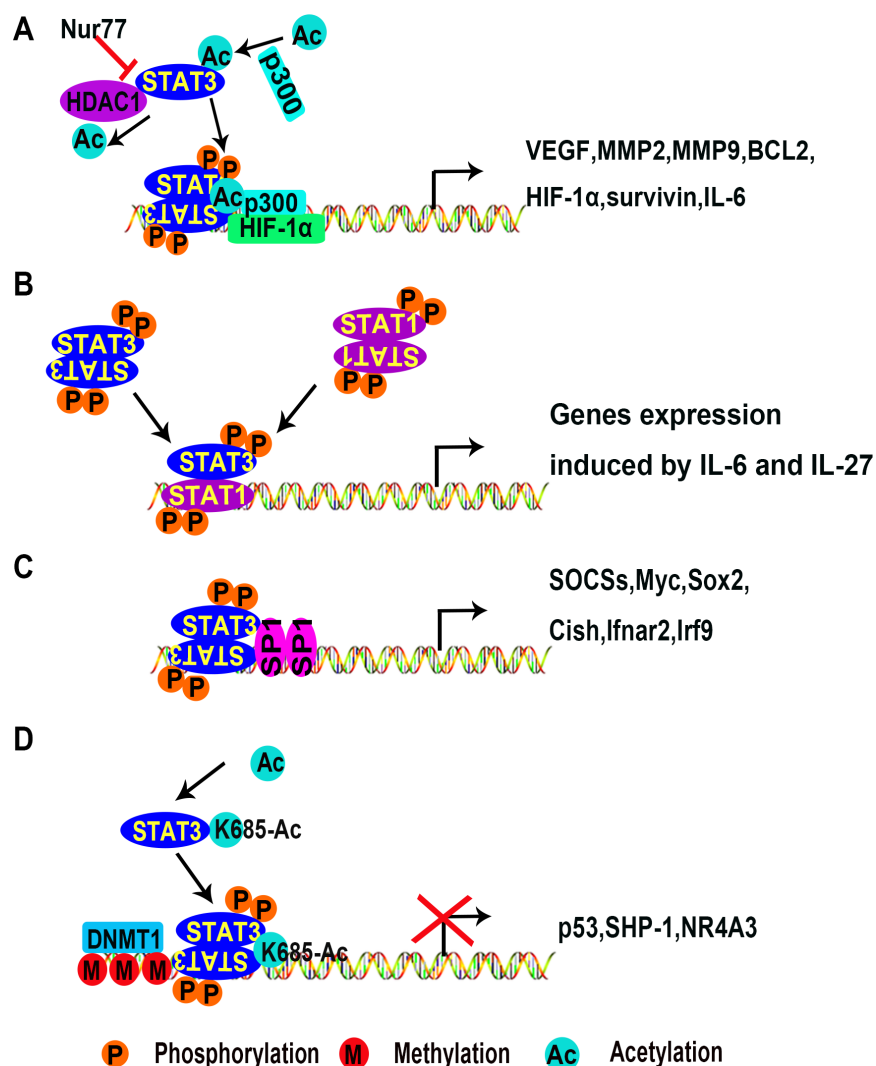 A
Nur77
Ac
Ac
STAT3
p300
HDAC1
Ac
P
P
STAT
Ac
p300
STAT3
HIF-1α
P
P
VEGF,MMP2,MMP9,BCL2,
HIF-1α,survivin,IL-6
B
P
P
STAT3
STAT3
P
P
P
P
STAT1
STAT1
P
P
P
P
STAT3
STAT1
P
P
Genes expression
induced by IL-6 and IL-27
C
P
P
STAT3
STAT3
SP1
SP1
P
P
SOCSs,Myc,Sox2,
Cish,Ifnar2,Irf9
D
Ac
STAT3
K685-Ac
P
P
DNMT1
STAT3
K685-Ac
M
M
M
STAT3
P
P
p53,SHP-1,NR4A3
P Phosphorylation M Methylation Ac Acetylation